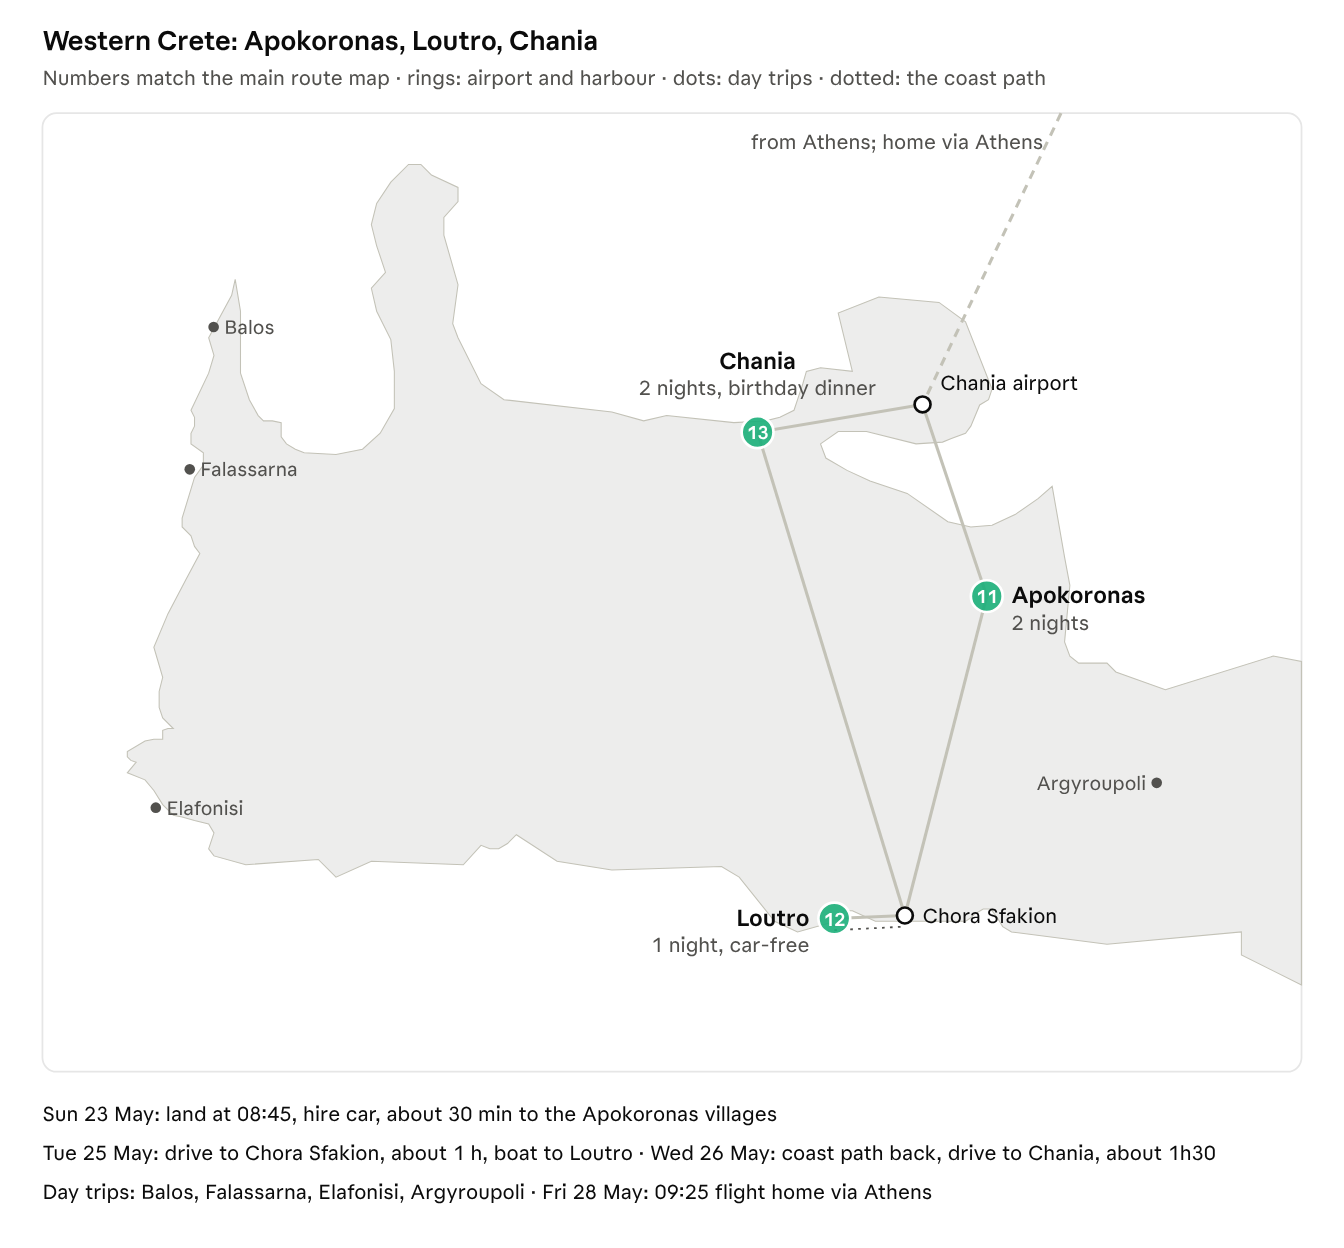 Western Crete: Apokoronas, Loutro, Chania
Numbers match the main route map · rings: airport and harbour · dots: day trips · dotted: the coast path
from Athens; home via Athens
Balos
Chania
2 nights, birthday dinner
Chania airport
13
Falassarna
11
Apokoronas
2 nights
Argyroupoli
Elafonisi
Loutro
12
Chora Sfakion
1 night, car-free
Sun 23 May: land at 08:45, hire car, about 30 min to the Apokoronas villages
Tue 25 May: drive to Chora Sfakion, about 1 h, boat to Loutro · Wed 26 May: coast path back, drive to Chania, about 1h30
Day trips: Balos, Falassarna, Elafonisi, Argyroupoli · Fri 28 May: 09:25 flight home via Athens